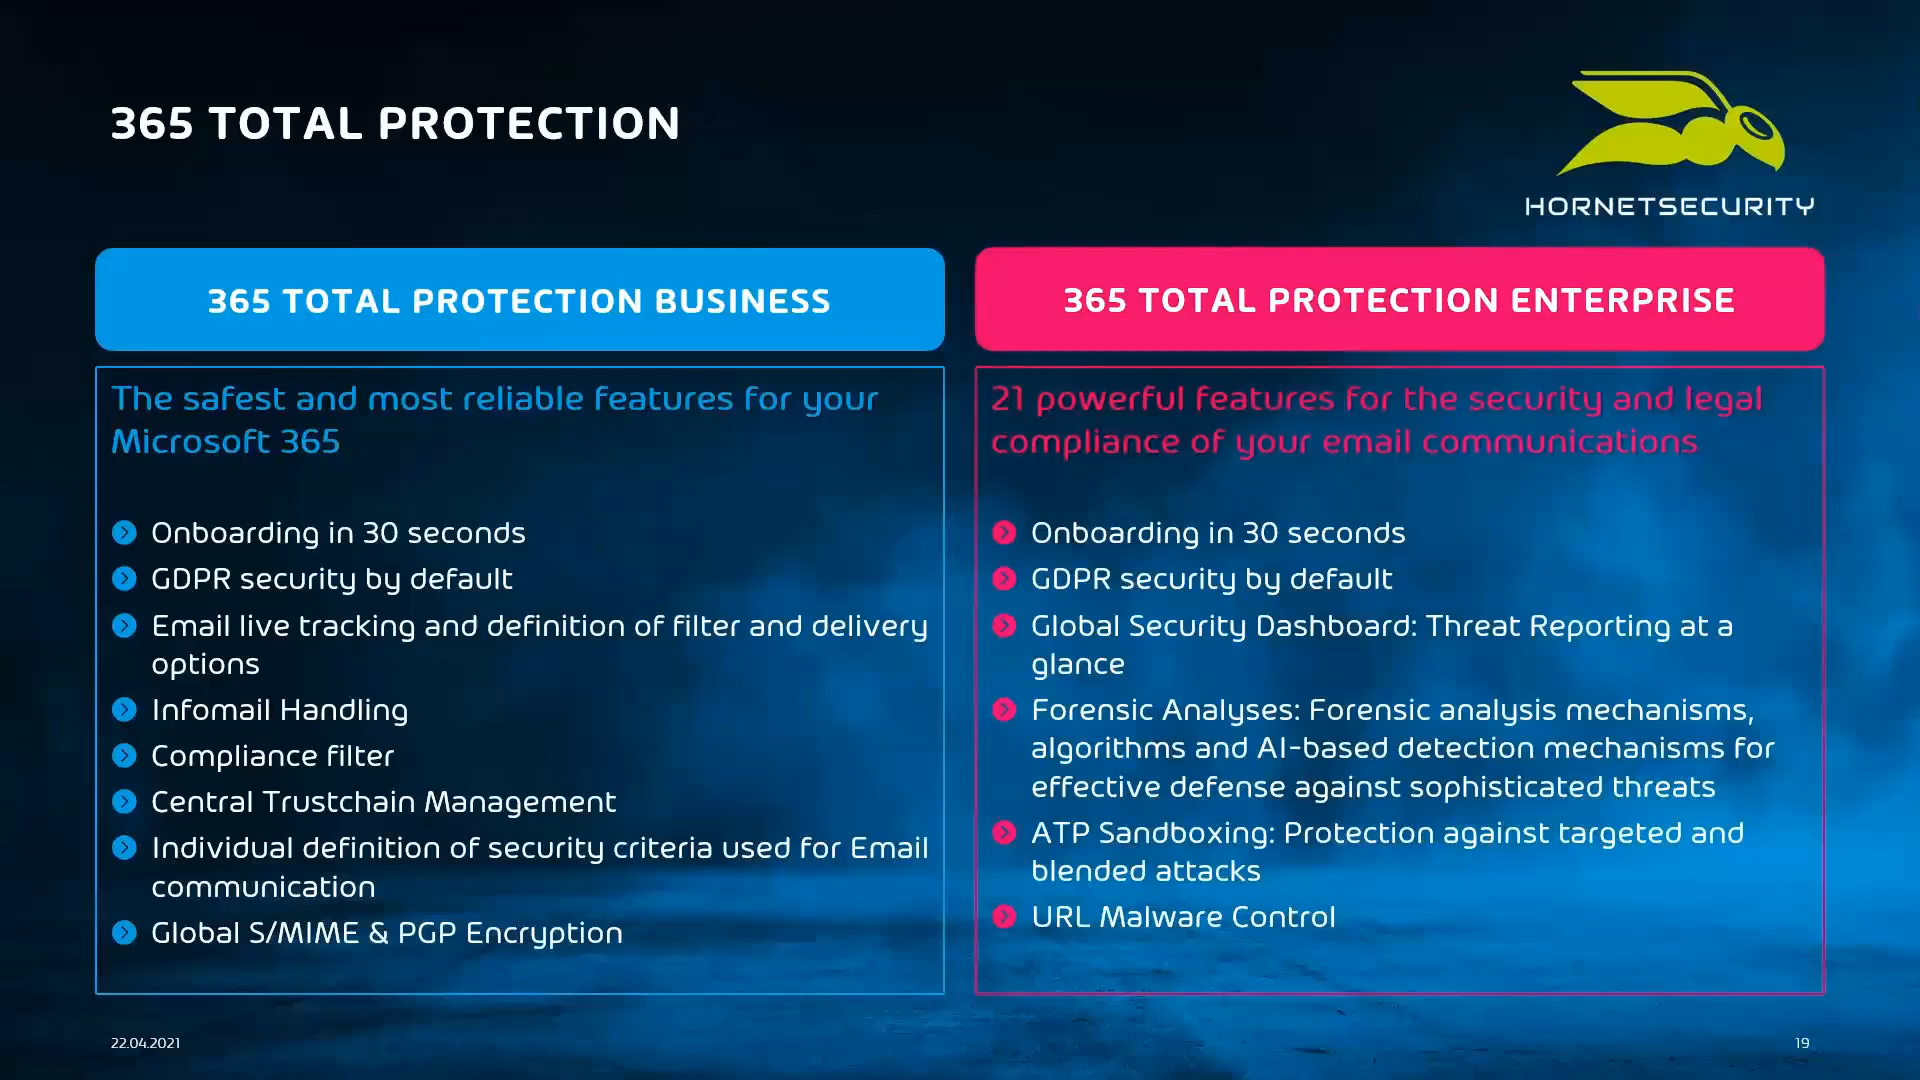 365 TOTAL PROTECTION
HORNETSECURITY
365 TOTAL PROTECTION BUSINESS
The safest and most reliable features for your
Microsoft 365
Onboarding in 30 seconds
GDPR security by default
Email live tracking and definition of filter and delivery
options
Infomail Handling
Compliance filter
Central Trustchain Management
Individual definition of security criteria used for Email
communication
Global S/MIME & PGP Encryption
365 TOTAL PROTECTION ENTERPRISE
21 powerful features for the security and legal
compliance of your email communications
Onboarding in 30 seconds
GDPR security by default
Global Security Dashboard: Threat Reporting at a
glance
Forensic Analyses: Forensic analysis mechanisms,
algorithms and AI-based detection mechanisms for
effective defense against sophisticated threats
ATP Sandboxing: Protection against targeted and
blended attacks
URL Malware Control
22.04.2021
19